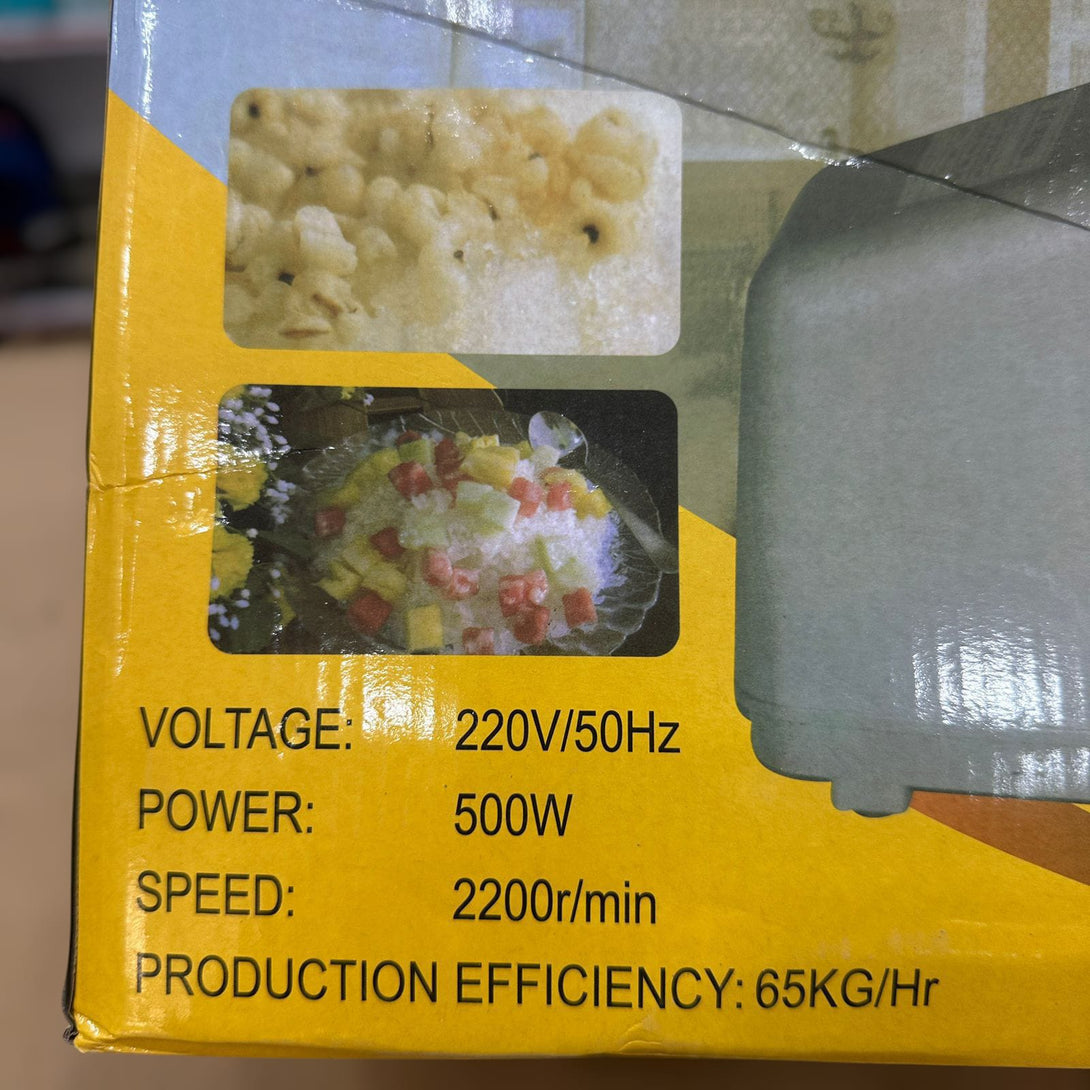 VOLTAGE: 220V/50Hz
POWER: 500W
SPEED: 2200r/min
PRODUCTION EFFICIENCY: 65KG/Hr